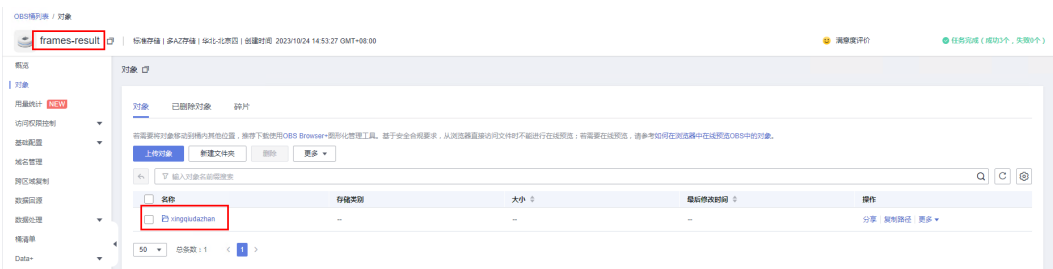 OBS桶列表 / 对象
frames-result | 标准存储 | 多AZ存储 | 华北-北京四 | 创建时间 2023/10/24 14:53:27 GMT+08:00 满意度评价 任务完成 ( 成功3个 , 失败0个 )
概览
对象
用量统计 NEW
访问权限控制
基础配置
域名管理
跨区域复制
数据回源
数据处理
桶清单
Data+
对象
对象 已删除对象 碎片
若需要将对象移动到桶内其他位置，推荐下载使用OBS Browser+图形化管理工具。基于安全合规要求，从浏览器直接访问文件时不能进行在线预览；若需要在线预览，请参考如何在浏览器中在线预览OBS中的对象。
上传对象 新建文件夹 删除 更多
输入对象名前缀搜索
名称 存储类别 大小 最后修改时间 操作
xingqiudazhan -- -- -- 分享 | 复制路径 | 更多
50 总条数：1 < 1 >